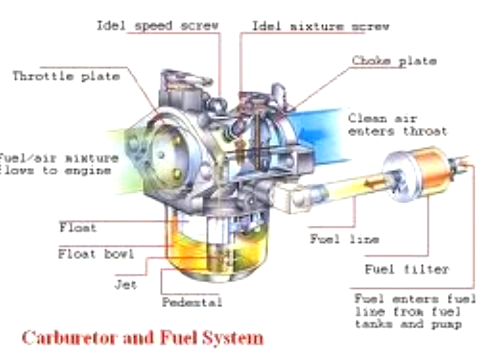 Idel speed screw
Idel mixture screw
Throttle plate
Choke plate
Clean air
enters throat
Fuel/air mixture
flows to engine
Float
Float bowl
Jet
Pedestal
Fuel line
Fuel filter
Fuel enters fuel
line from fuel
tanks and pump
Carburetor and Fuel System